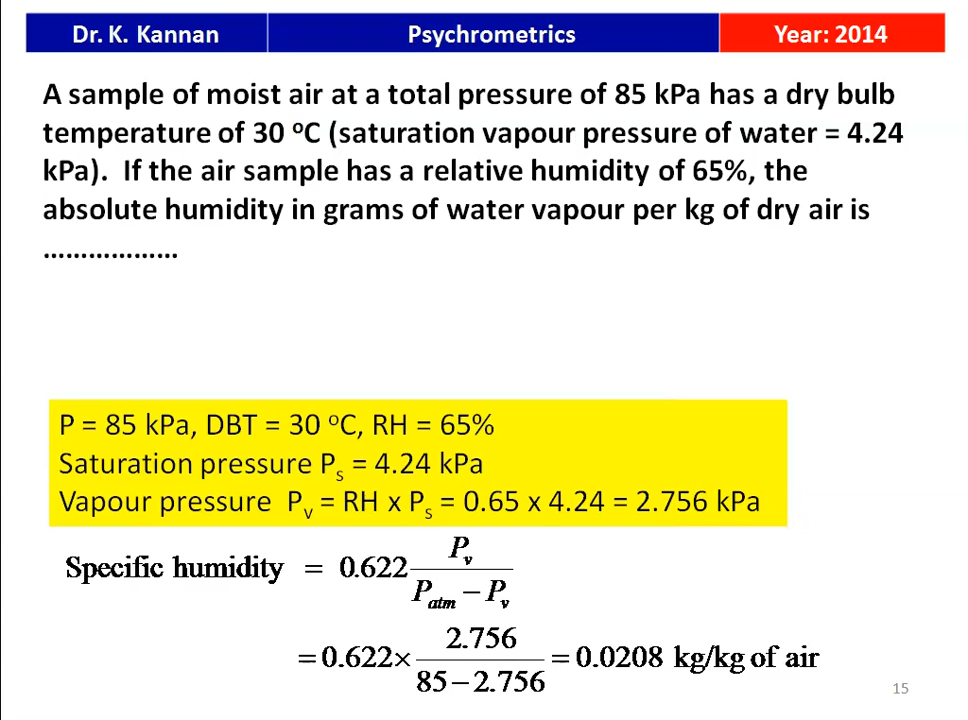 Dr. K. Kannan Psychrometrics Year: 2014
A sample of moist air at a total pressure of 85 kPa has a dry bulb
temperature of 30 °C (saturation vapour pressure of water = 4.24
kPa). If the air sample has a relative humidity of 65%, the
absolute humidity in grams of water vapour per kg of dry air is
………………
P = 85 kPa, DBT = 30 °C, RH = 65%
Saturation pressure Pₛ = 4.24 kPa
Vapour pressure Pᵥ = RH x Pₛ = 0.65 x 4.24 = 2.756 kPa
Specific humidity = 0.622 Pᵥ / (Pₐₜₘ − Pᵥ)
= 0.622 × 2.756 / (85 − 2.756) = 0.0208 kg/kg of air
15